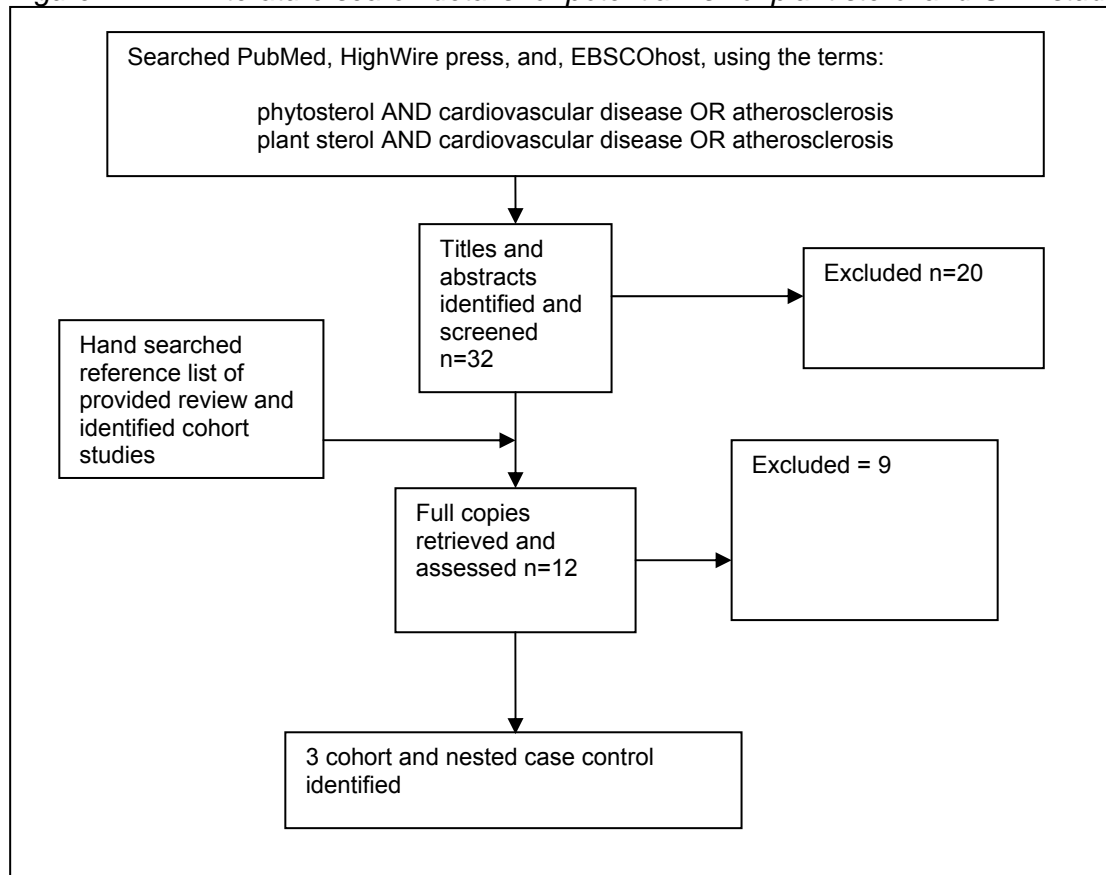 Searched PubMed, HighWire press, and, EBSCOhost, using the terms:
phytosterol AND cardiovascular disease OR atherosclerosis
plant sterol AND cardiovascular disease OR atherosclerosis
Titles and
abstracts
identified and
screened
n=32
Excluded n=20
Hand searched
reference list of
provided review and
identified cohort
studies
Full copies
retrieved and
assessed n=12
Excluded = 9
3 cohort and nested case control
identified